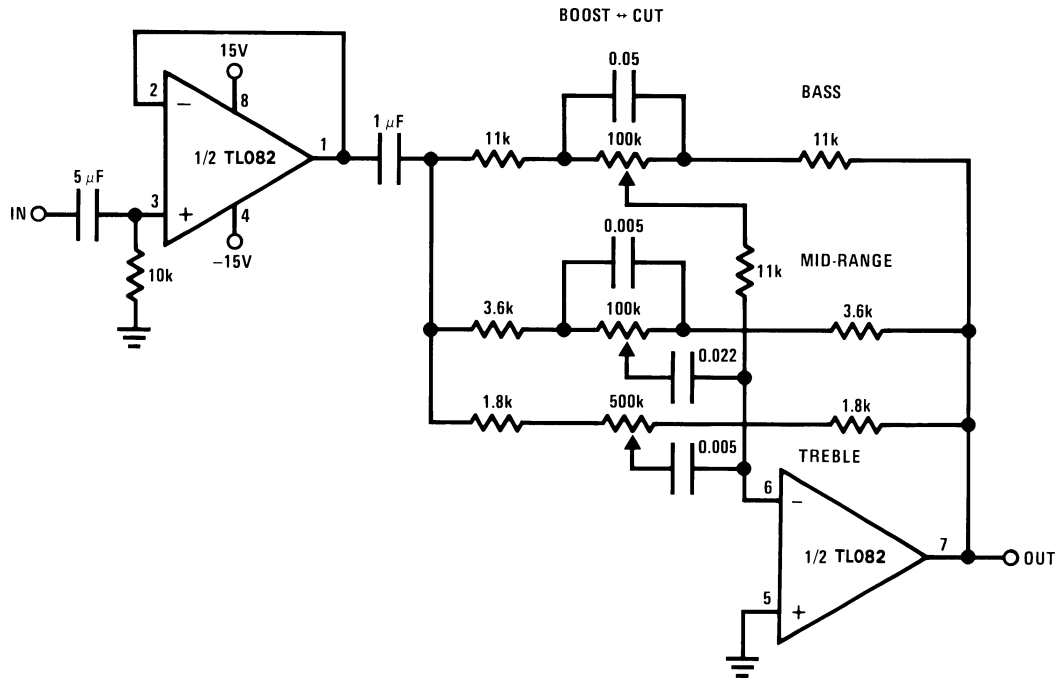 BOOST ↔ CUT
15V
0.05
BASS
2
−
8
1 μF
11k
100k
11k
1
1/2 TL082
5 μF
IN
3
+
4
−15V
0.005
10k
11k
MID-RANGE
3.6k
100k
3.6k
0.022
1.8k
500k
1.8k
0.005
TREBLE
6
−
7
1/2 TL082
OUT
5
+